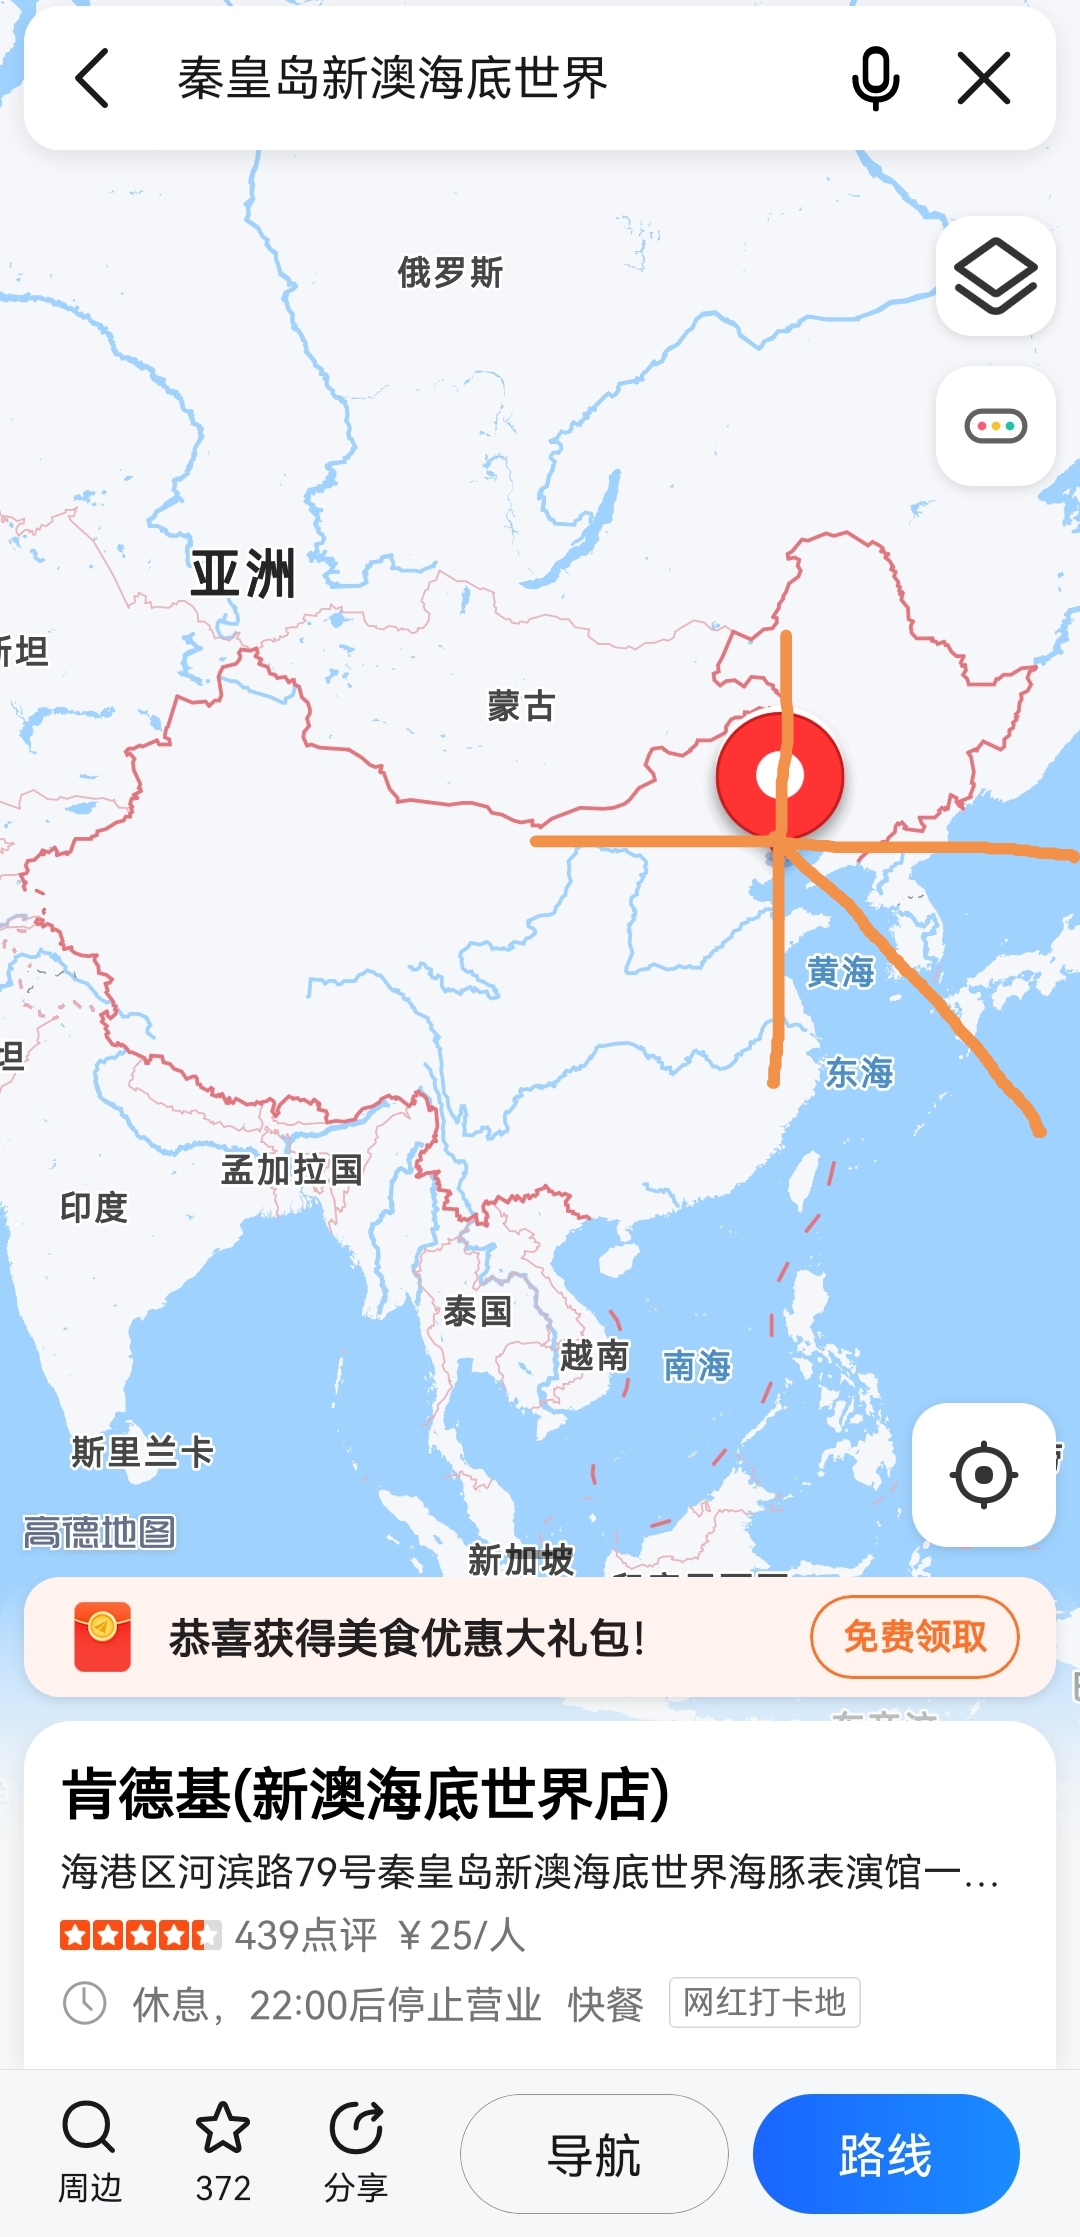 秦皇岛新澳海底世界
俄罗斯
亚洲
斯坦
蒙古
黄海
东海
孟加拉国
印度
泰国
越南
南海
斯里兰卡
高德地图
新加坡
恭喜获得美食优惠大礼包!
免费领取
肯德基(新澳海底世界店)
海港区河滨路79号秦皇岛新澳海底世界海豚表演馆一...
439点评 ¥25/人
休息，22:00后停止营业 快餐 网红打卡地
周边
372
分享
导航
路线